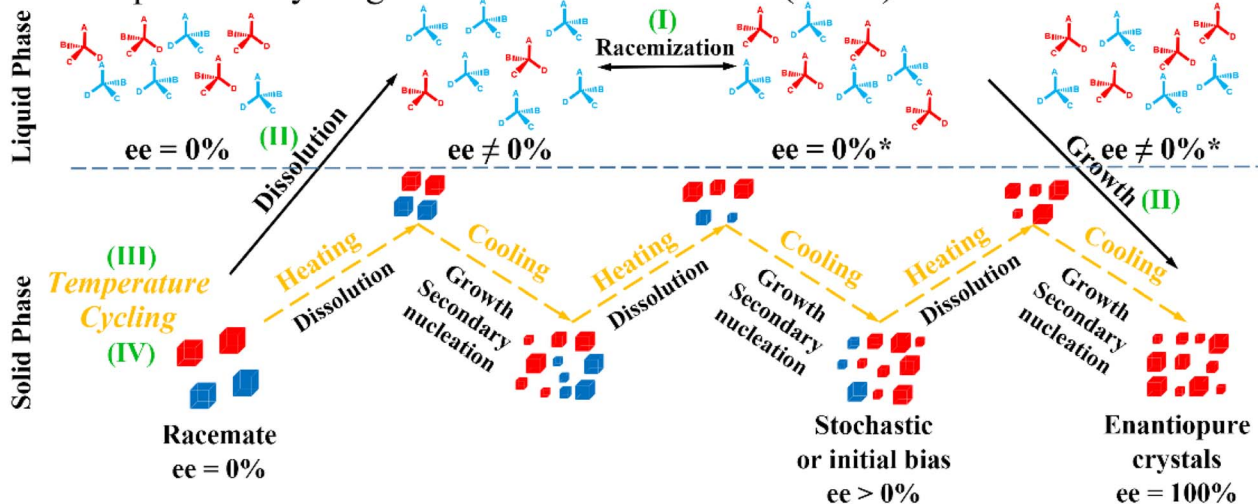 Liquid Phase
(I)
Racemization
(II)
Dissolution
ee = 0%
ee ≠ 0%
ee = 0%*
ee ≠ 0%*
Growth
(II)
Solid Phase
(III)
Temperature
Cycling
(IV)
Heating
Dissolution
Cooling
Growth
Secondary
nucleation
Heating
Dissolution
Cooling
Growth
Secondary
nucleation
Heating
Dissolution
Cooling
Growth
Secondary
nucleation
Racemate
ee = 0%
Stochastic
or initial bias
ee > 0%
Enantiopure
crystals
ee = 100%